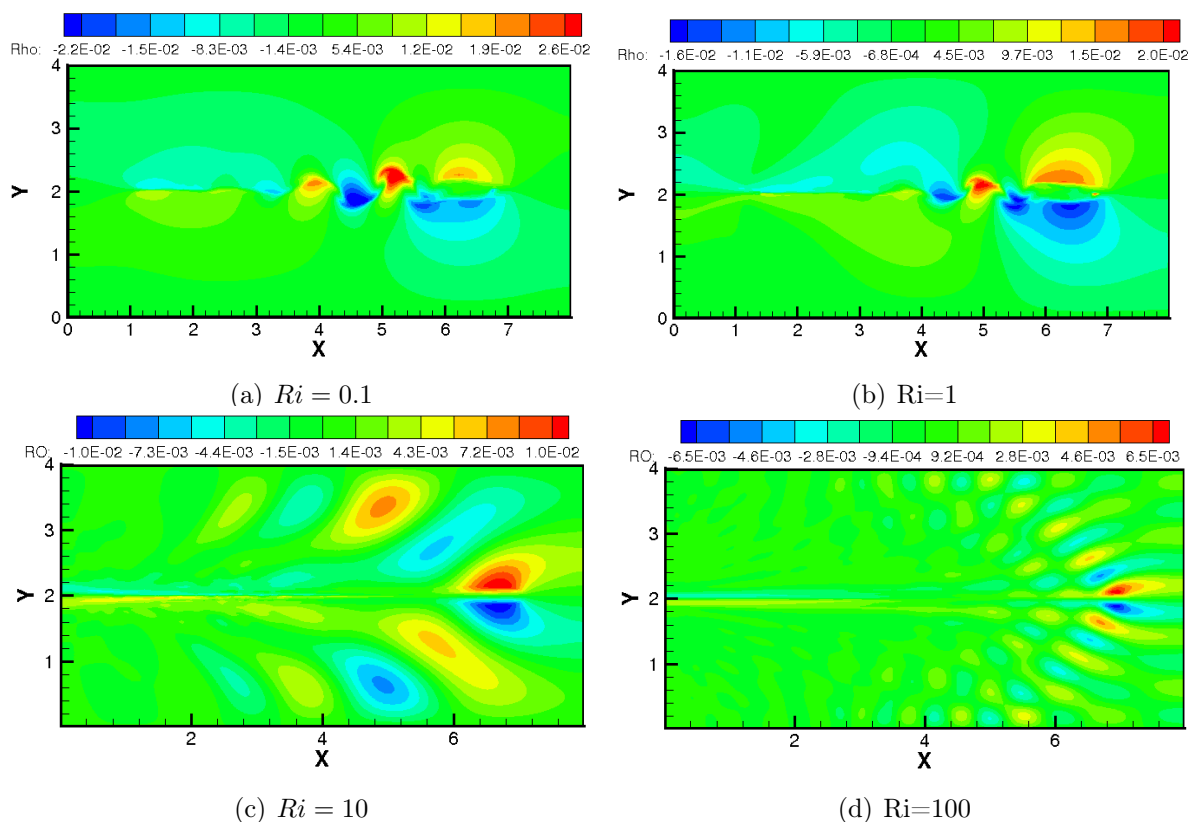 Rho: -2.2E-02 -1.5E-02 -8.3E-03 -1.4E-03 5.4E-03 1.2E-02 1.9E-02 2.6E-02
4
3
2
1
0
Y
0 1 2 3 4 5 6 7
X
(a) Ri = 0.1
Rho: -1.6E-02 -1.1E-02 -5.9E-03 -6.8E-04 4.5E-03 9.7E-03 1.5E-02 2.0E-02
4
3
2
1
0
Y
0 1 2 3 4 5 6 7
X
(b) Ri=1
RO: -1.0E-02 -7.3E-03 -4.4E-03 -1.5E-03 1.4E-03 4.3E-03 7.2E-03 1.0E-02
4
3
2
1
Y
2 4 6
X
(c) Ri = 10
RO: -6.5E-03 -4.6E-03 -2.8E-03 -9.4E-04 9.2E-04 2.8E-03 4.6E-03 6.5E-03
4
3
2
1
Y
2 4 6
X
(d) Ri=100